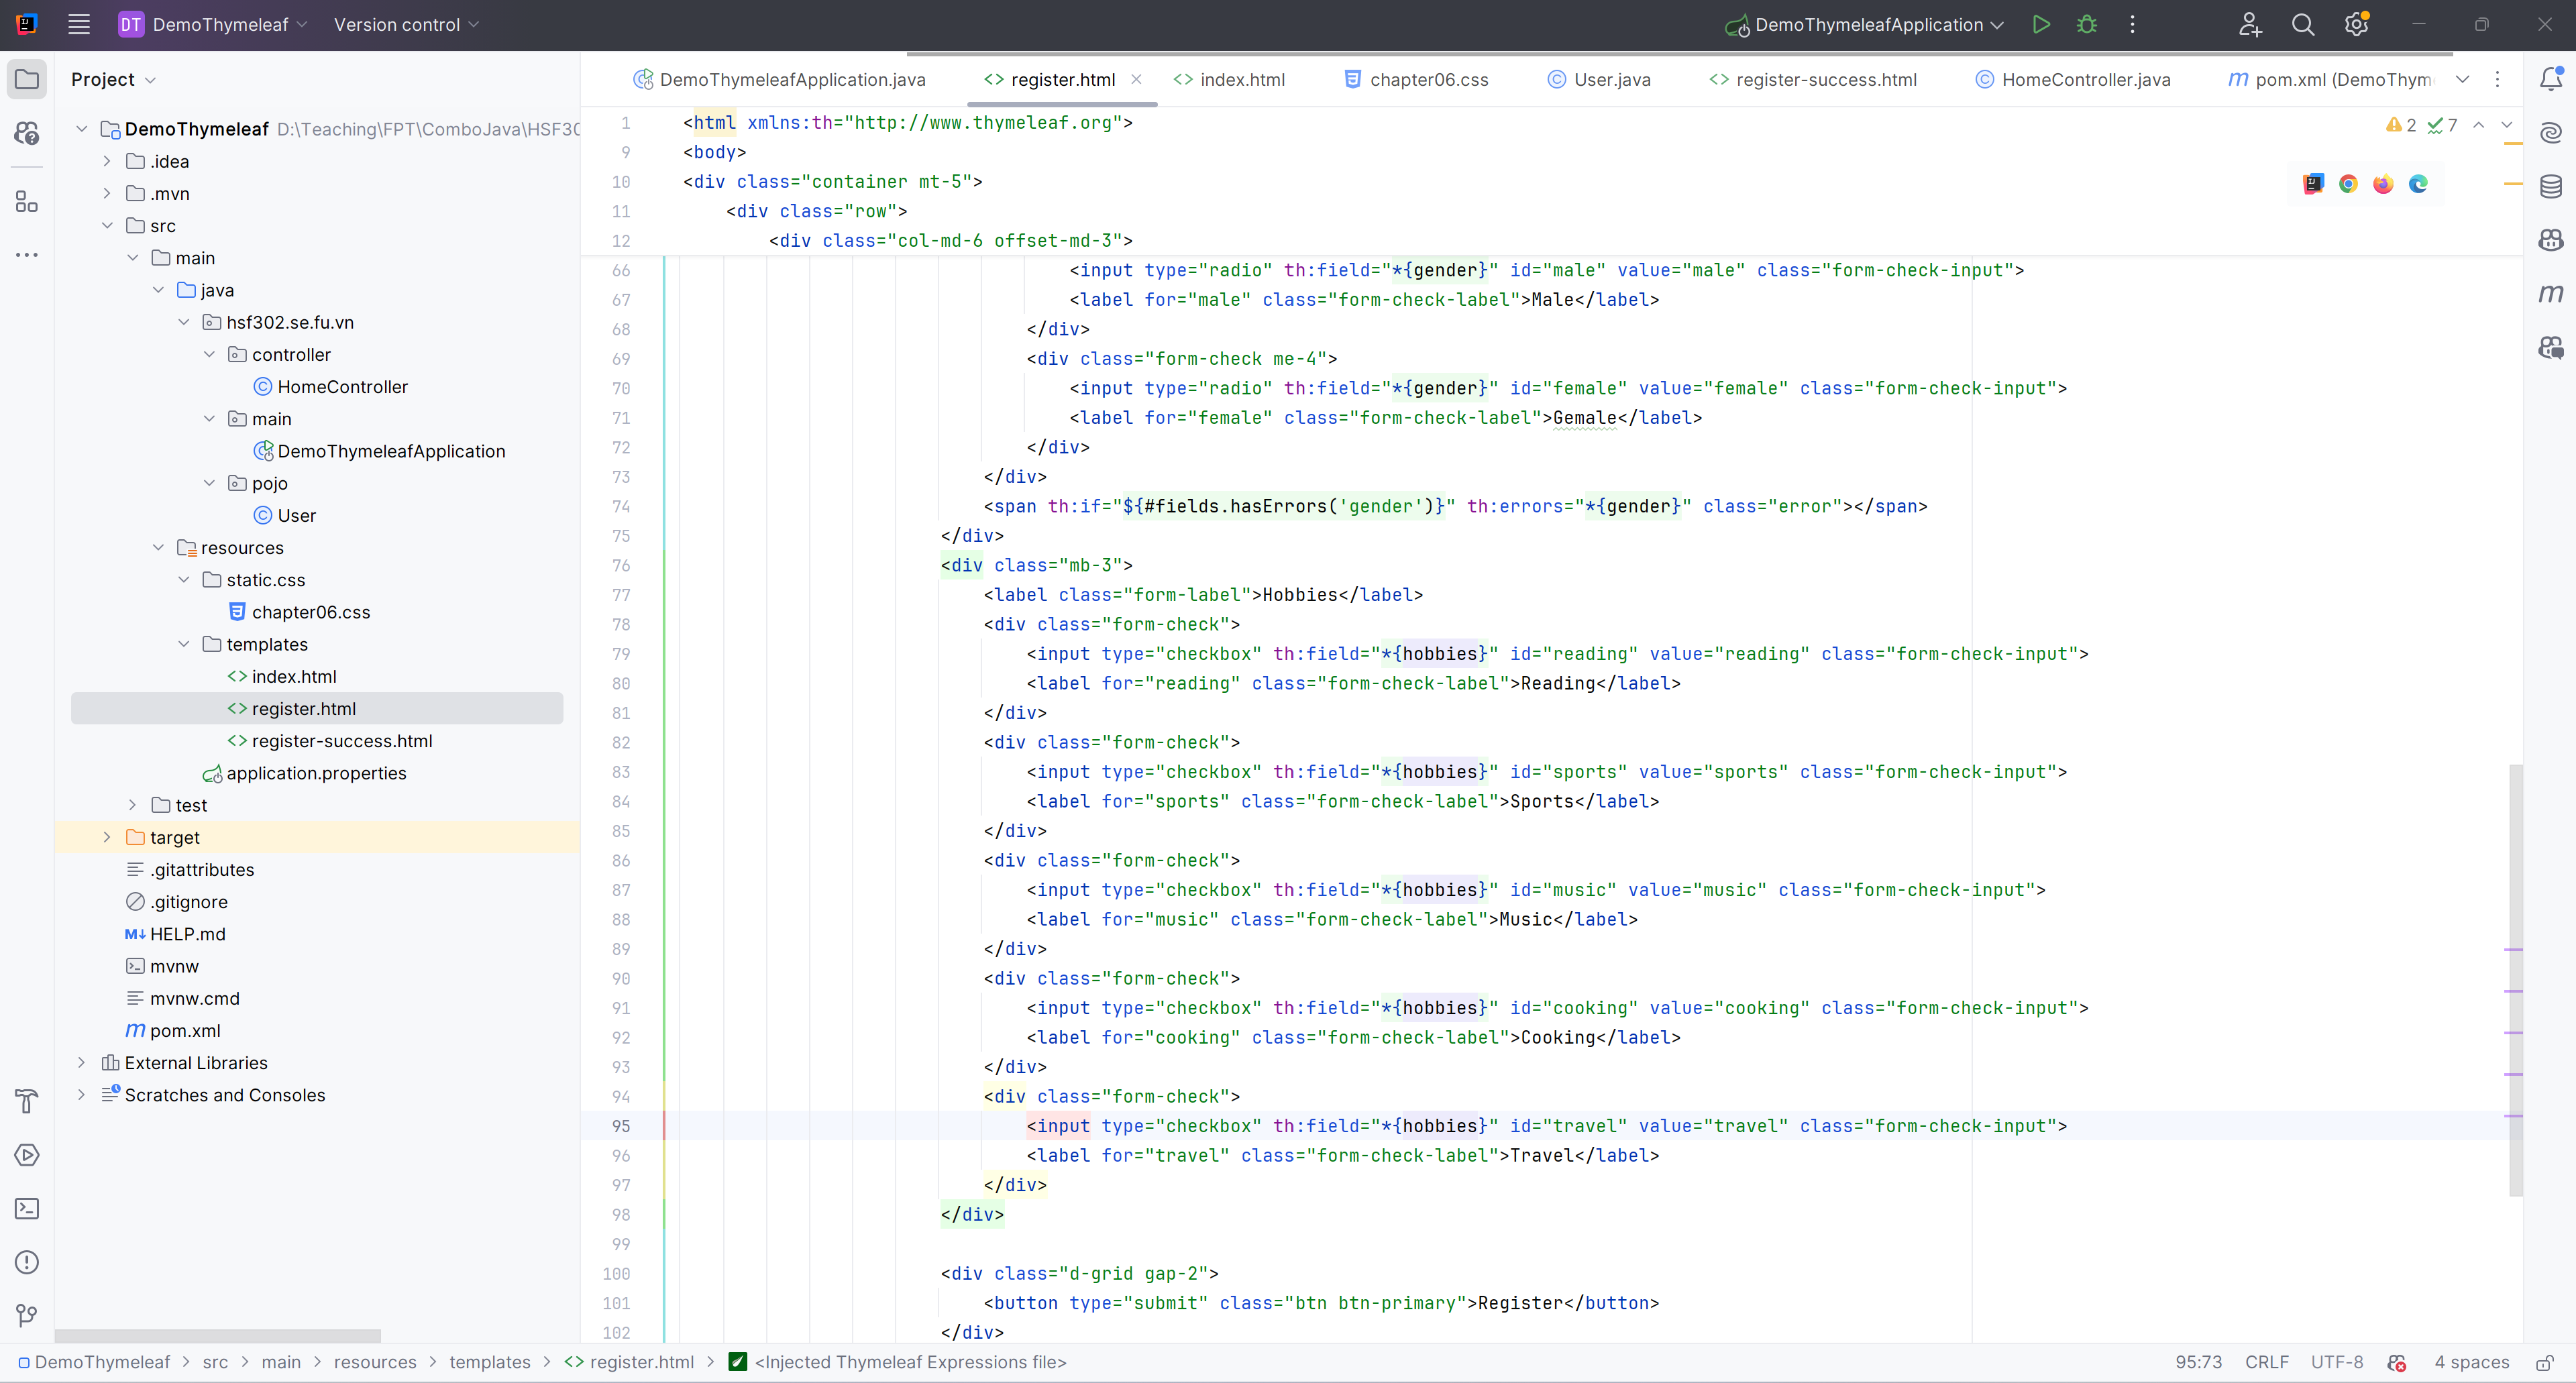 DT DemoThymeleaf Version control DemoThymeleafApplication
Project
DemoThymeleafApplication.java register.html index.html chapter06.css User.java register-success.html HomeController.java pom.xml (DemoThym
DemoThymeleaf D:\Teaching\FPT\ComboJava\HSF30
.idea
.mvn
src
main
java
hsf302.se.fu.vn
controller
HomeController
main
DemoThymeleafApplication
pojo
User
resources
static.css
chapter06.css
templates
index.html
register.html
register-success.html
application.properties
test
target
.gitattributes
.gitignore
HELP.md
mvnw
mvnw.cmd
pom.xml
External Libraries
Scratches and Consoles
2 7
1 <html xmlns:th="http://www.thymeleaf.org">
9 <body>
10 <div class="container mt-5">
11 <div class="row">
12 <div class="col-md-6 offset-md-3">
66 <input type="radio" th:field="*{gender}" id="male" value="male" class="form-check-input">
67 <label for="male" class="form-check-label">Male</label>
68 </div>
69 <div class="form-check me-4">
70 <input type="radio" th:field="*{gender}" id="female" value="female" class="form-check-input">
71 <label for="female" class="form-check-label">Gemale</label>
72 </div>
73 </div>
74 <span th:if="${#fields.hasErrors('gender')}" th:errors="*{gender}" class="error"></span>
75 </div>
76 <div class="mb-3">
77 <label class="form-label">Hobbies</label>
78 <div class="form-check">
79 <input type="checkbox" th:field="*{hobbies}" id="reading" value="reading" class="form-check-input">
80 <label for="reading" class="form-check-label">Reading</label>
81 </div>
82 <div class="form-check">
83 <input type="checkbox" th:field="*{hobbies}" id="sports" value="sports" class="form-check-input">
84 <label for="sports" class="form-check-label">Sports</label>
85 </div>
86 <div class="form-check">
87 <input type="checkbox" th:field="*{hobbies}" id="music" value="music" class="form-check-input">
88 <label for="music" class="form-check-label">Music</label>
89 </div>
90 <div class="form-check">
91 <input type="checkbox" th:field="*{hobbies}" id="cooking" value="cooking" class="form-check-input">
92 <label for="cooking" class="form-check-label">Cooking</label>
93 </div>
94 <div class="form-check">
95 <input type="checkbox" th:field="*{hobbies}" id="travel" value="travel" class="form-check-input">
96 <label for="travel" class="form-check-label">Travel</label>
97 </div>
98 </div>
99
100 <div class="d-grid gap-2">
101 <button type="submit" class="btn btn-primary">Register</button>
102 </div>
DemoThymeleaf > src > main > resources > templates > register.html > <Injected Thymeleaf Expressions file> 95:73 CRLF UTF-8 4 spaces